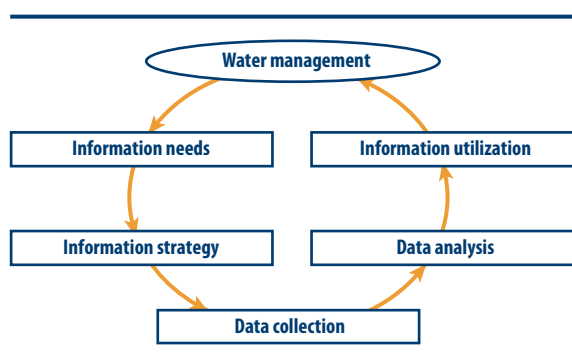 Water management
Information needs
Information utilization
Information strategy
Data analysis
Data collection